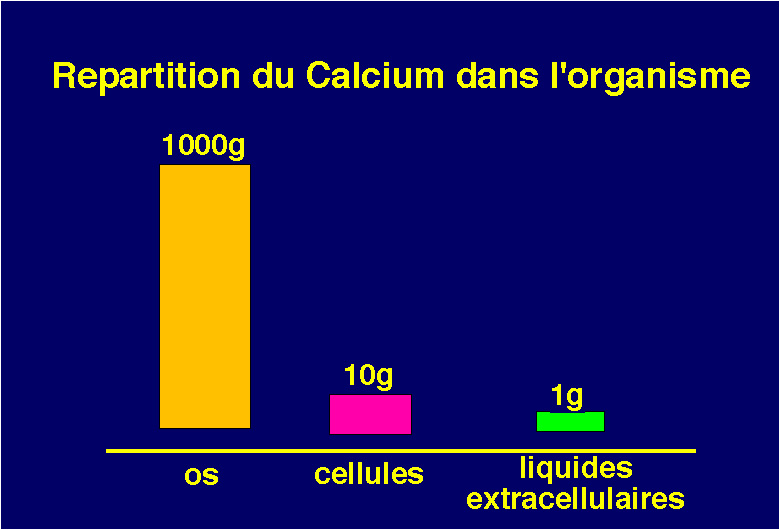 Repartition du Calcium dans l'organisme
1000g
10g
1g
os
cellules
liquides
extracellulaires